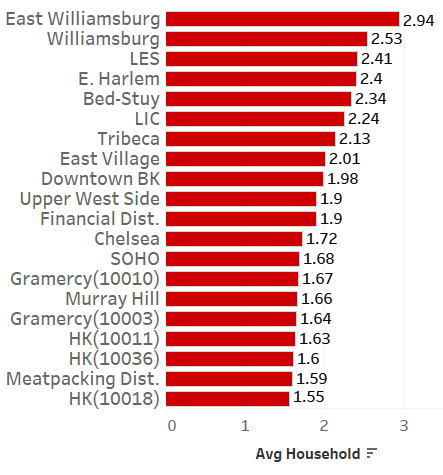 East Williamsburg 2.94
Williamsburg 2.53
LES 2.41
E. Harlem 2.4
Bed-Stuy 2.34
LIC 2.24
Tribeca 2.13
East Village 2.01
Downtown BK 1.98
Upper West Side 1.9
Financial Dist. 1.9
Chelsea 1.72
SOHO 1.68
Gramercy(10010) 1.67
Murray Hill 1.66
Gramercy(10003) 1.64
HK(10011) 1.63
HK(10036) 1.6
Meatpacking Dist. 1.59
HK(10018) 1.55
0 1 2 3
Avg Household